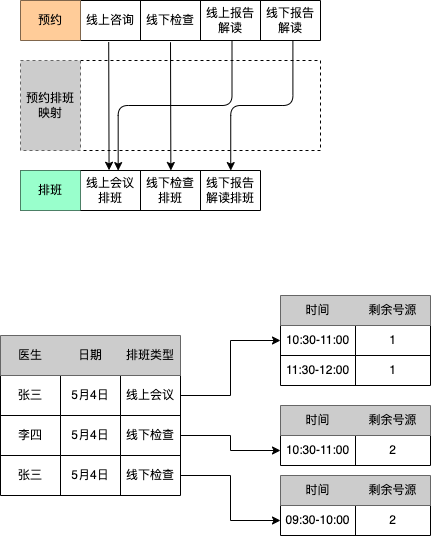 预约 线上咨询 线下检查 线上报告 线下报告
解读 解读
预约排班
映射
排班 线上会议 线下检查 线下报告
排班 排班 解读排班
时间 剩余号源
10:30-11:00 1
11:30-12:00 1
医生 日期 排班类型
张三 5月4日 线上会议
李四 5月4日 线下检查
张三 5月4日 线下检查
时间 剩余号源
10:30-11:00 2
时间 剩余号源
09:30-10:00 2